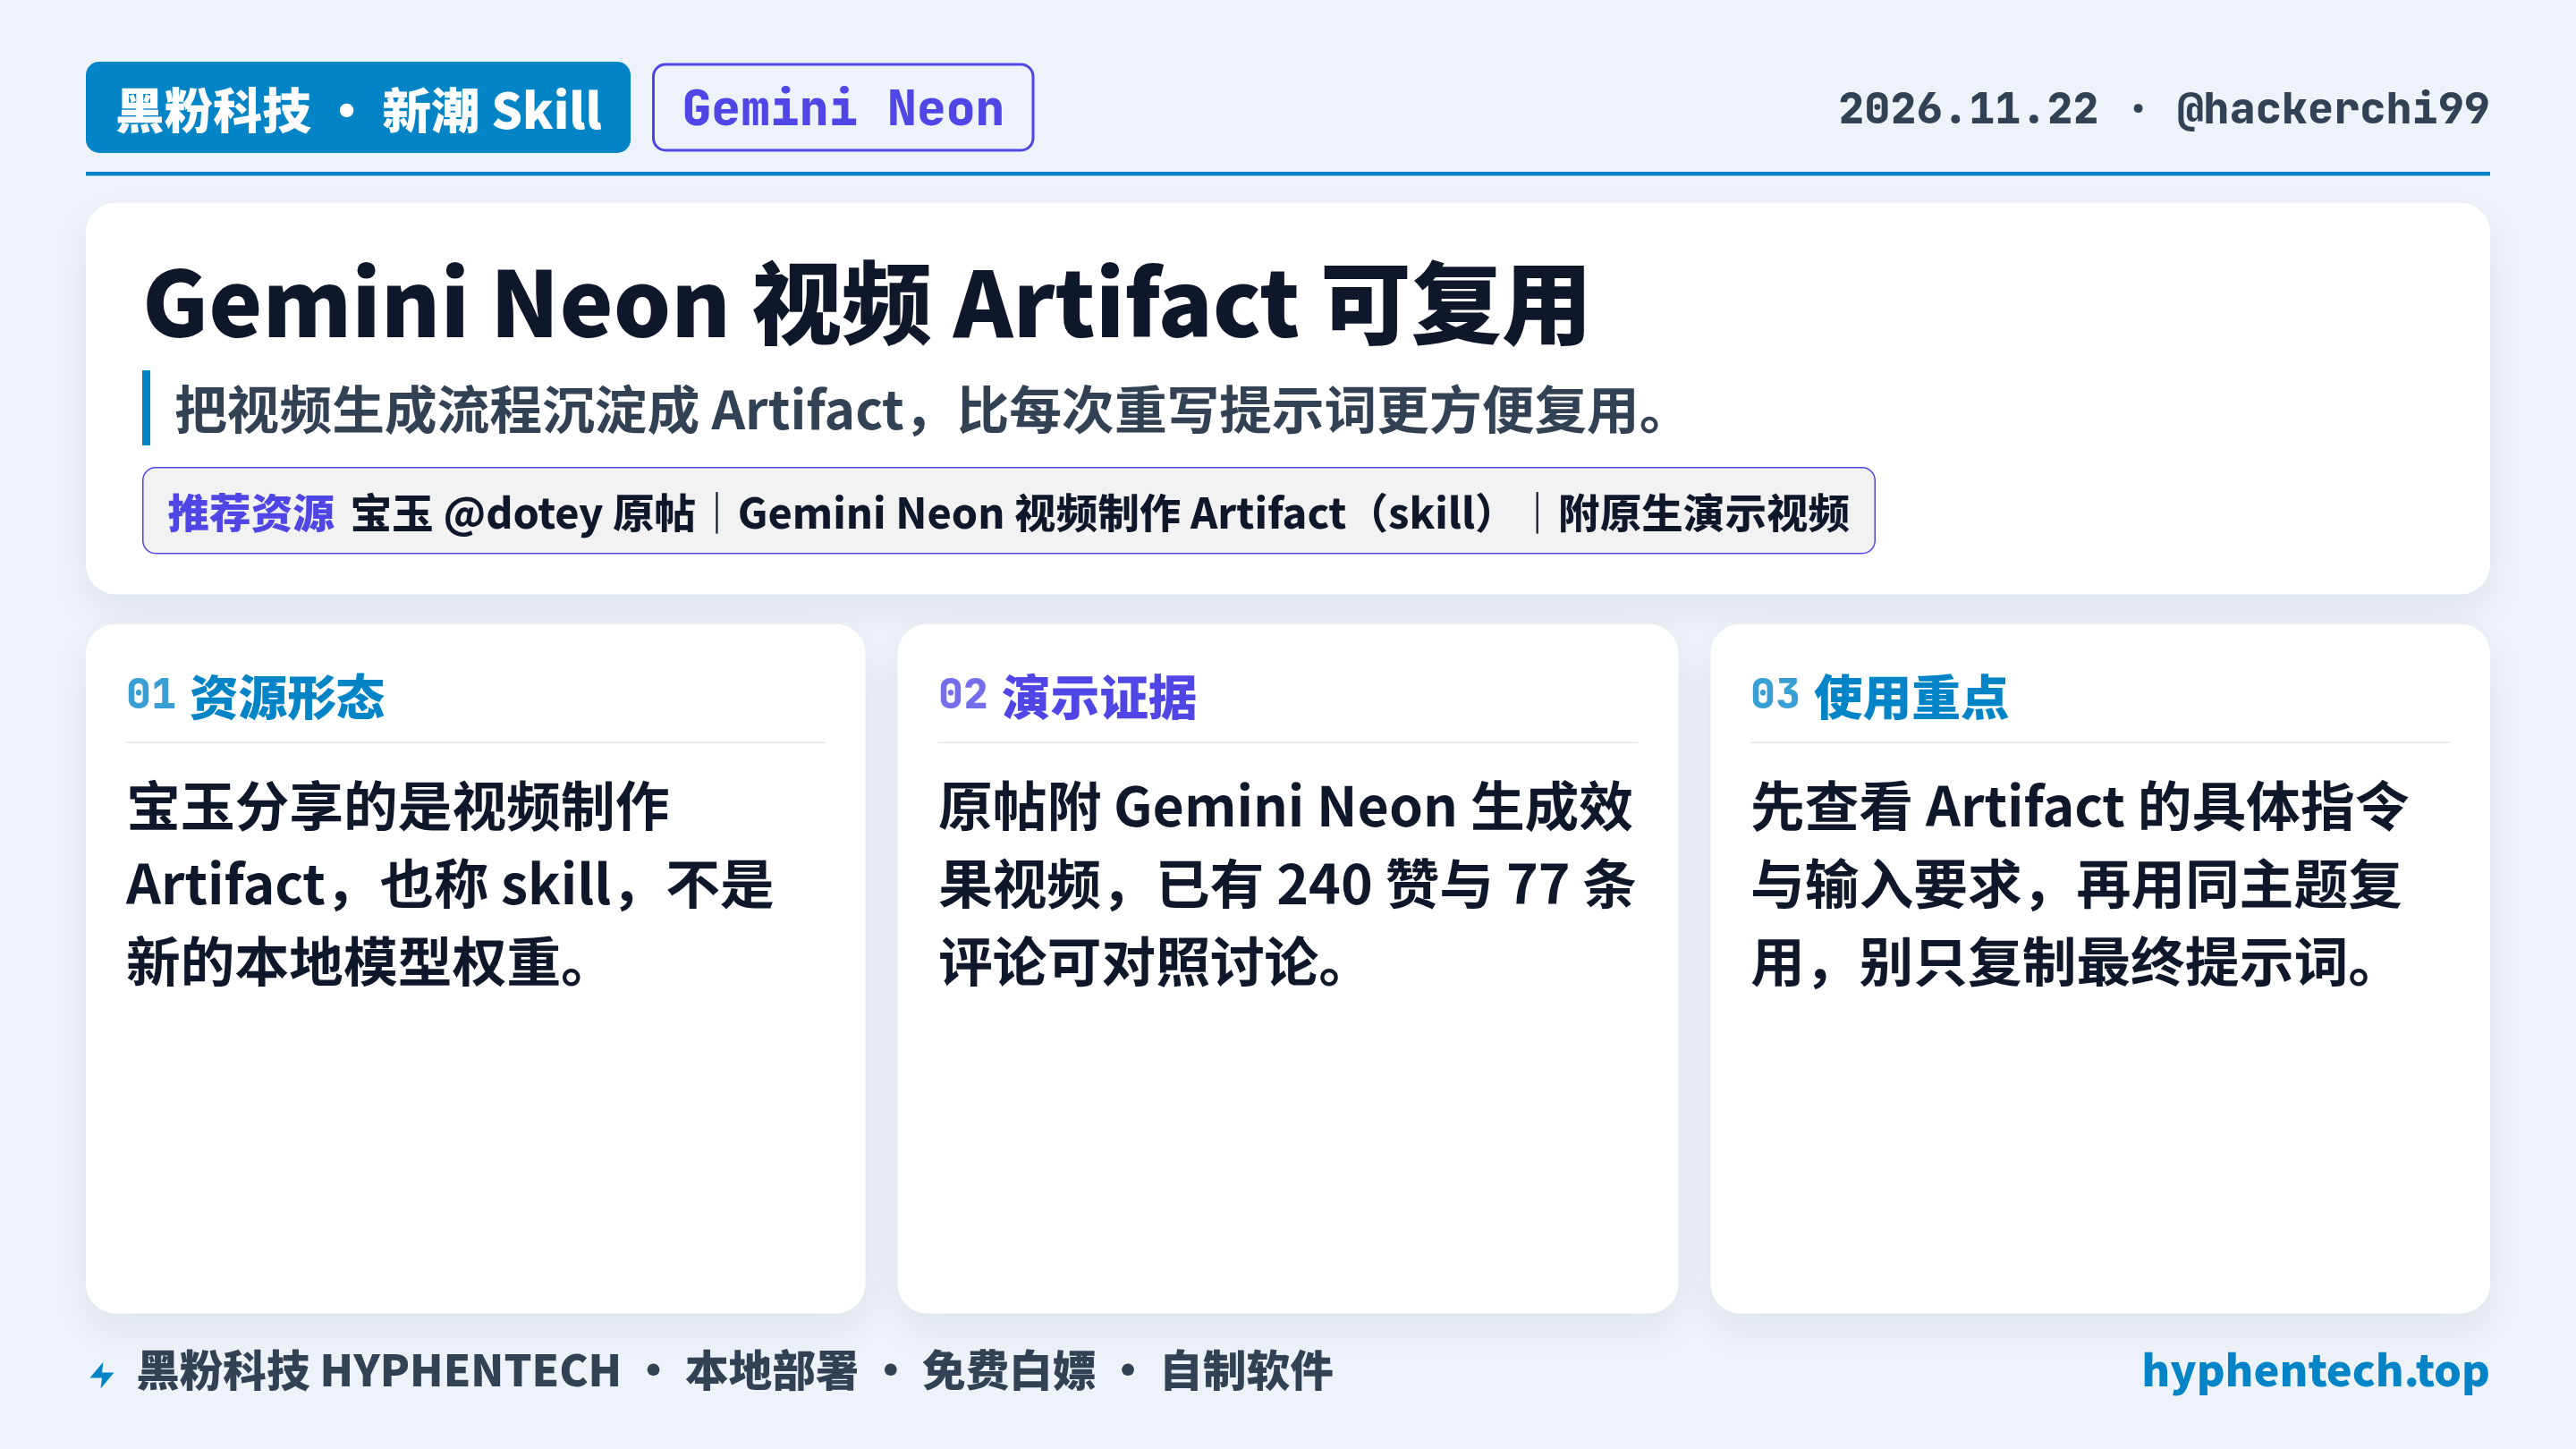 黑粉科技 · 新潮 Skill
Gemini Neon
2026.11.22 · @hackerchi99
Gemini Neon 视频 Artifact 可复用
把视频生成流程沉淀成 Artifact，比每次重写提示词更方便复用。
推荐资源 宝玉 @dotey 原帖｜Gemini Neon 视频制作 Artifact（skill）｜附原生演示视频
01 资源形态
宝玉分享的是视频制作
Artifact，也称 skill，不是
新的本地模型权重。
02 演示证据
原帖附 Gemini Neon 生成效
果视频，已有 240 赞与 77 条
评论可对照讨论。
03 使用重点
先查看 Artifact 的具体指令
与输入要求，再用同主题复
用，别只复制最终提示词。
黑粉科技 HYPHENTECH · 本地部署 · 免费白嫖 · 自制软件
hyphentech.top